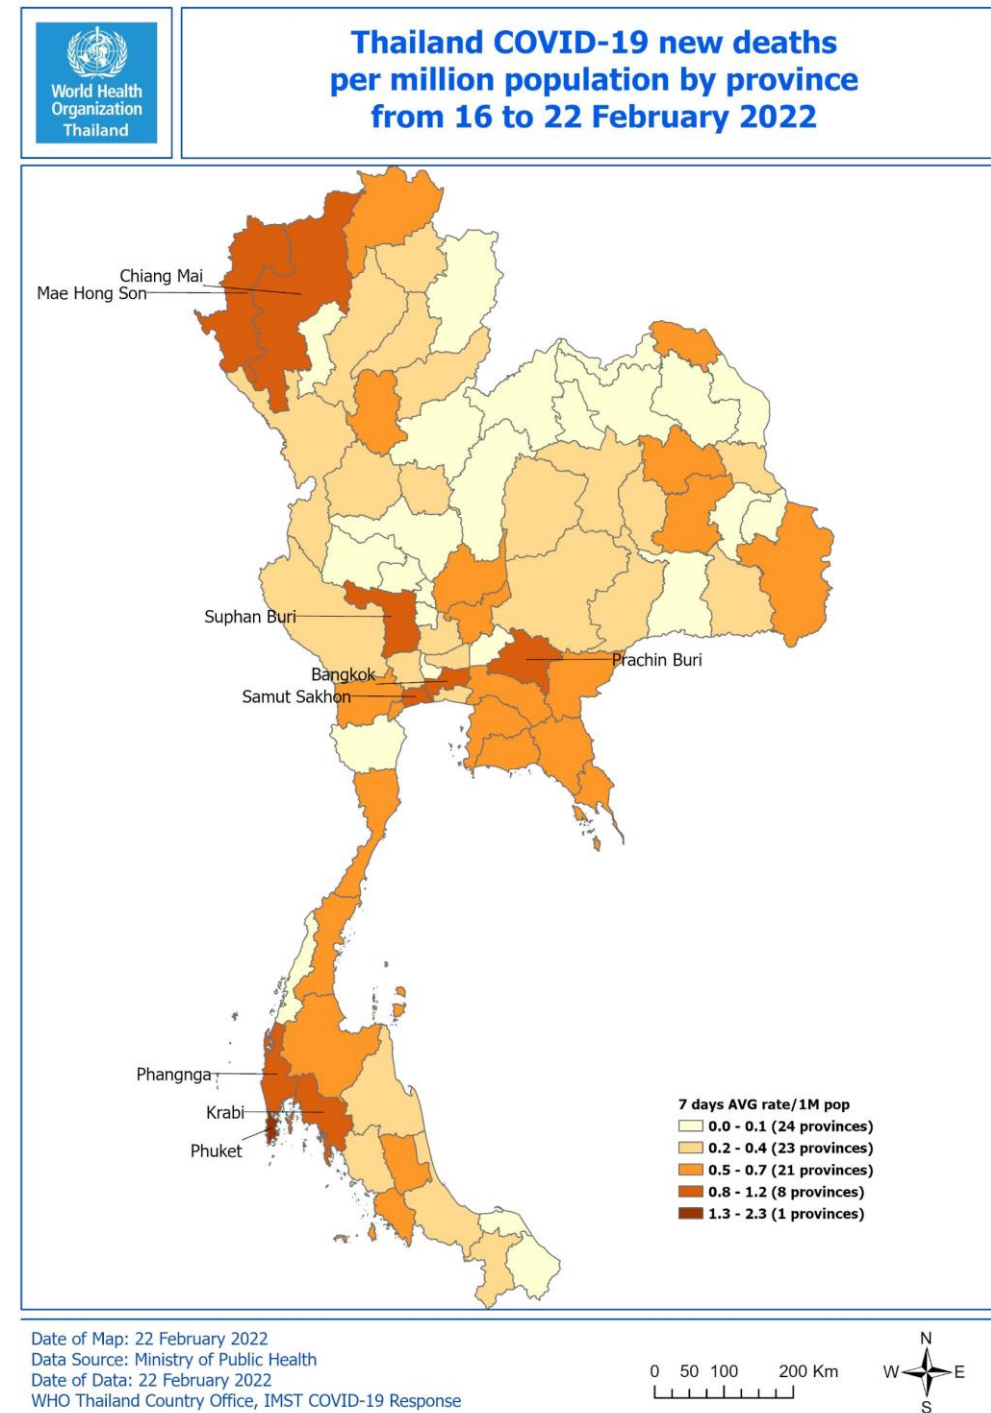 World Health
Organization
Thailand
Thailand COVID-19 new deaths
per million population by province
from 16 to 22 February 2022
Chiang Mai
Mae Hong Son
Suphan Buri
Prachin Buri
Bangkok
Samut Sakhon
Phangnga
Krabi
Phuket
7 days AVG rate/1M pop
0.0 - 0.1 (24 provinces)
0.2 - 0.4 (23 provinces)
0.5 - 0.7 (21 provinces)
0.8 - 1.2 (8 provinces)
1.3 - 2.3 (1 provinces)
Date of Map: 22 February 2022
Data Source: Ministry of Public Health
Date of Data: 22 February 2022
WHO Thailand Country Office, IMST COVID-19 Response
0 50 100 200 Km
N
W E
S